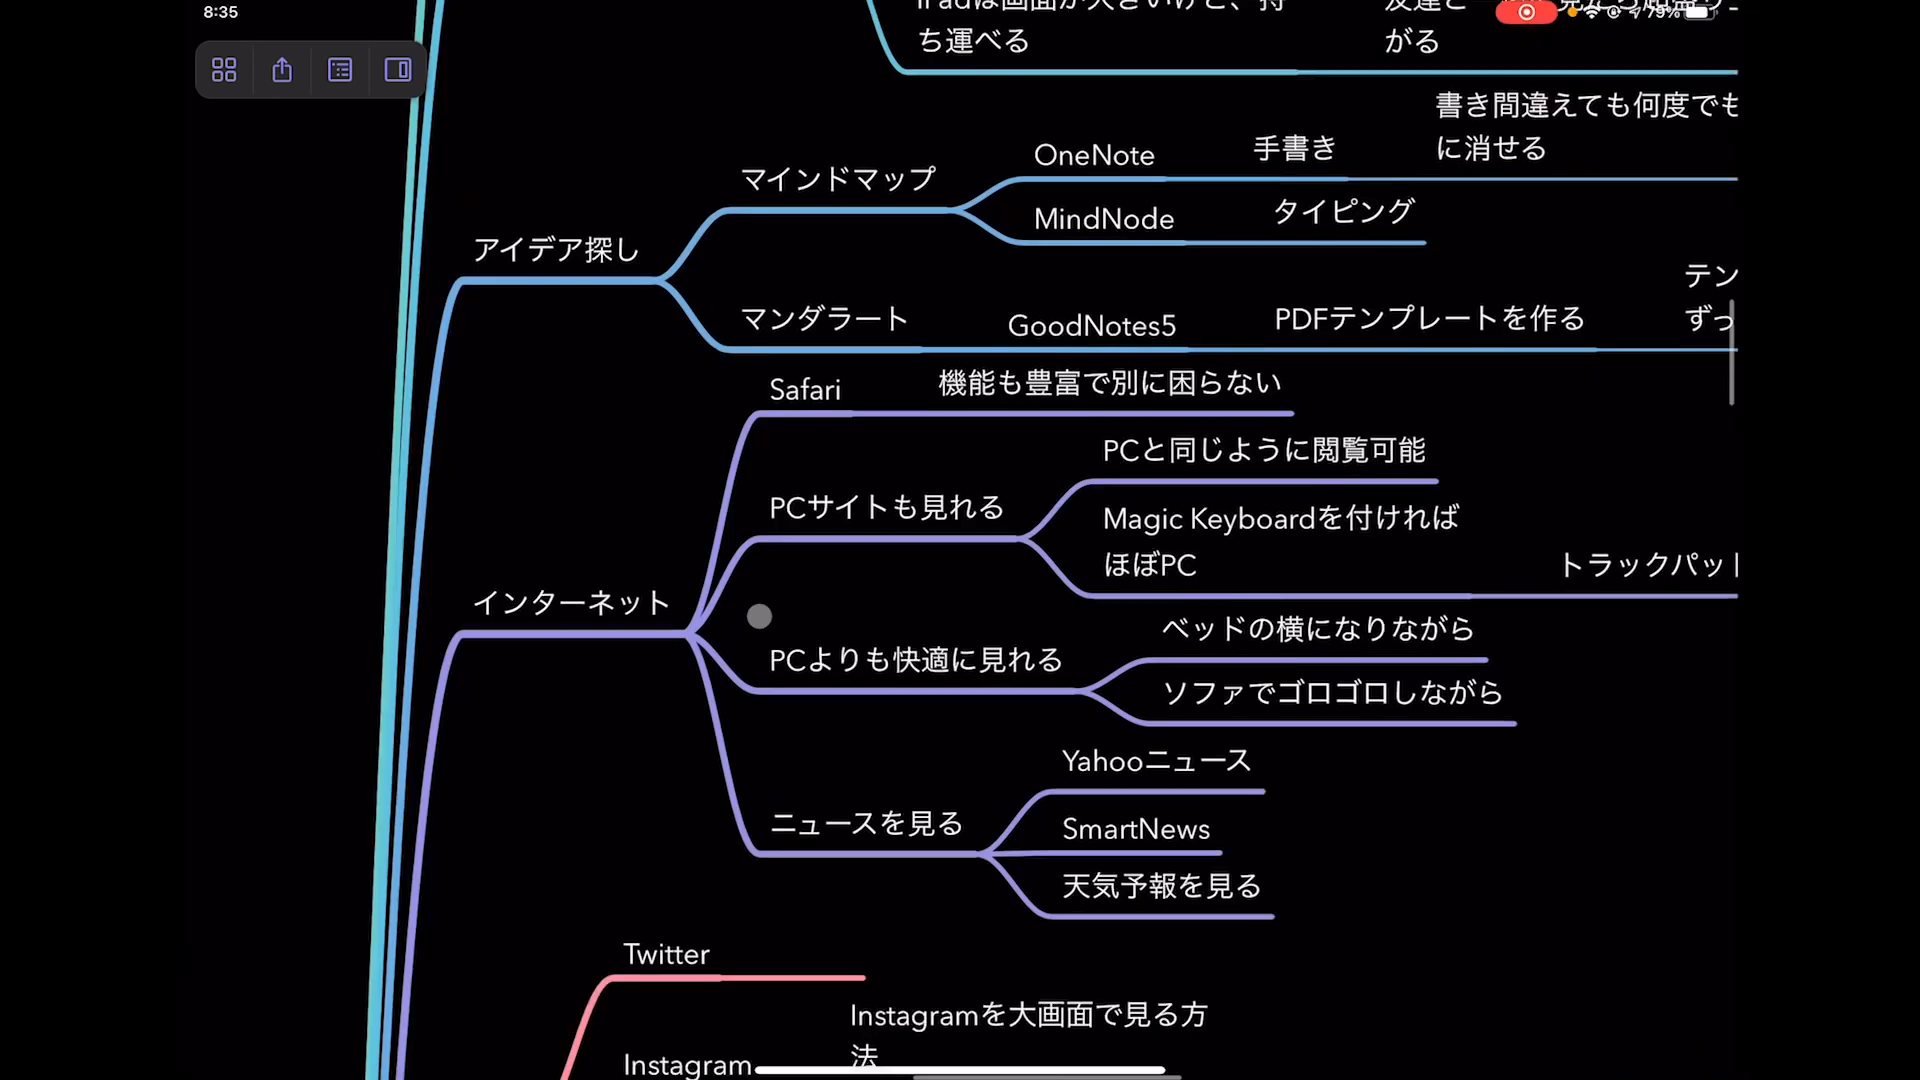 8:35
79%
ち運べる
がる
書き間違えても何度でも
に消せる
OneNote
手書き
マインドマップ
MindNode
タイピング
アイデア探し
テン
ずっ
マンダラート
GoodNotes5
PDFテンプレートを作る
Safari
機能も豊富で別に困らない
PCと同じように閲覧可能
PCサイトも見れる
Magic Keyboardを付ければ
ほぼPC
トラックパッ
インターネット
ベッドの横になりながら
PCよりも快適に見れる
ソファでゴロゴロしながら
Yahooニュース
ニュースを見る
SmartNews
天気予報を見る
Twitter
Instagramを大画面で見る方
法
Instagram